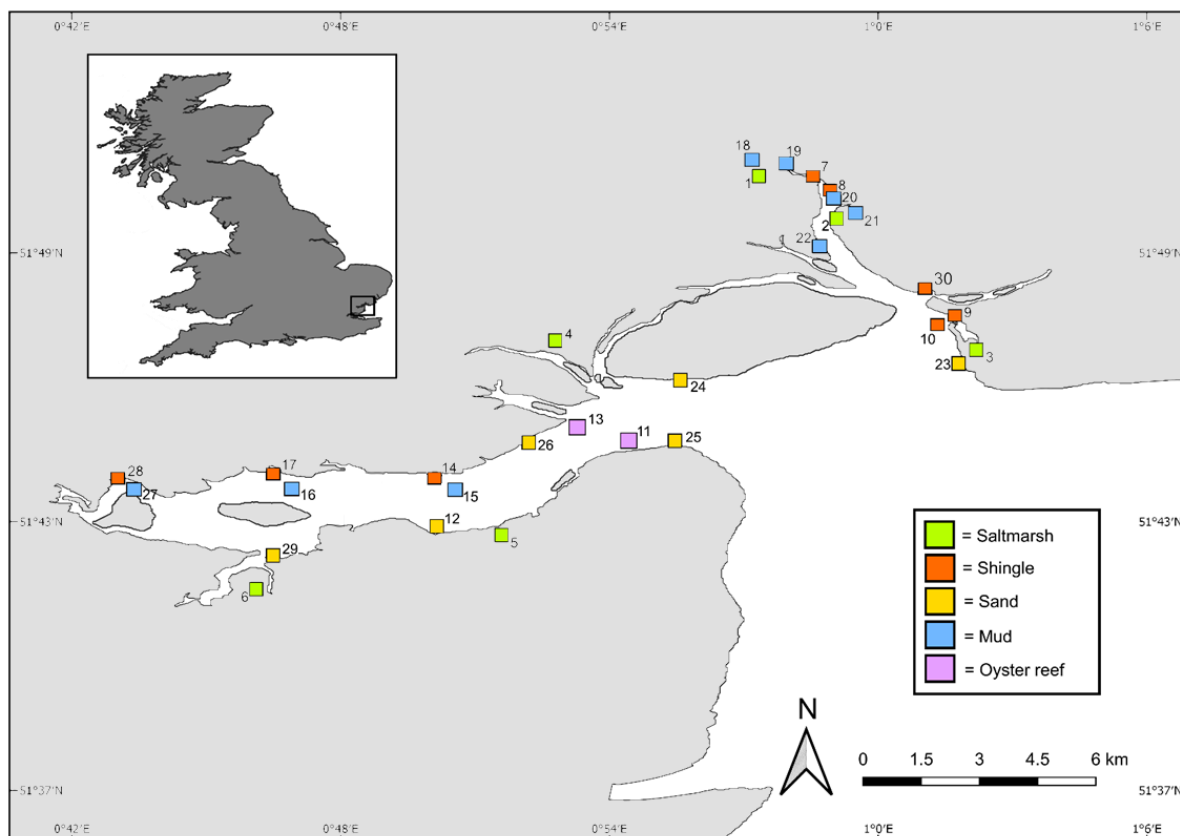 0°42'E 0°48'E 0°54'E 1°0'E 1°6'E
18
19
7
1
8
20
21
2
22
51°49'N 51°49'N
30
9
10
4
3
23
24
13
11
25
26
28
17
14
27
16
15
51°43'N 51°43'N
12
5
29
6
= Saltmarsh
= Shingle
= Sand
= Mud
= Oyster reef
N
0 1.5 3 4.5 6 km
51°37'N 51°37'N
0°42'E 0°48'E 0°54'E 1°0'E 1°6'E